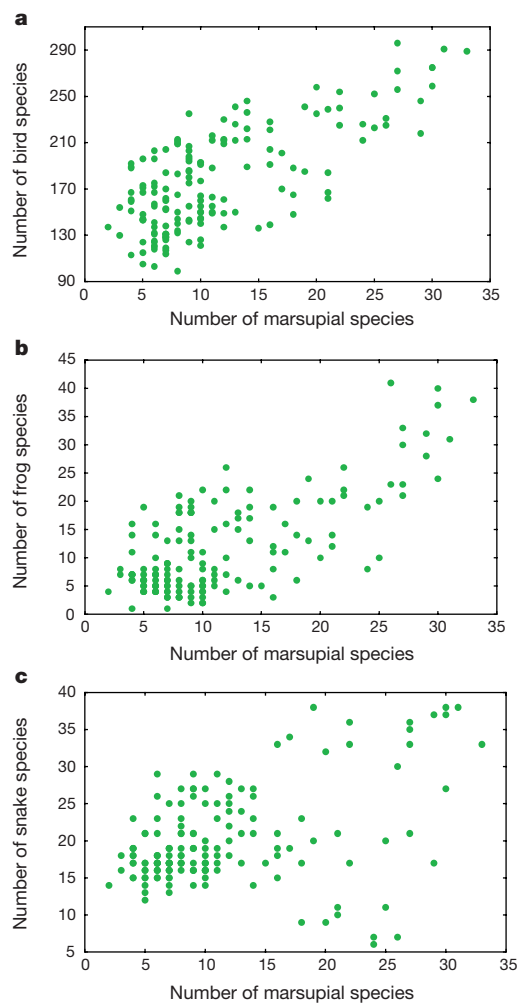 a
290
250
210
170
130
90
Number of bird species
0 5 10 15 20 25 30 35
Number of marsupial species
b
45
40
35
30
25
20
15
10
5
0
Number of frog species
0 5 10 15 20 25 30 35
Number of marsupial species
c
40
35
30
25
20
15
10
5
Number of snake species
0 5 10 15 20 25 30 35
Number of marsupial species